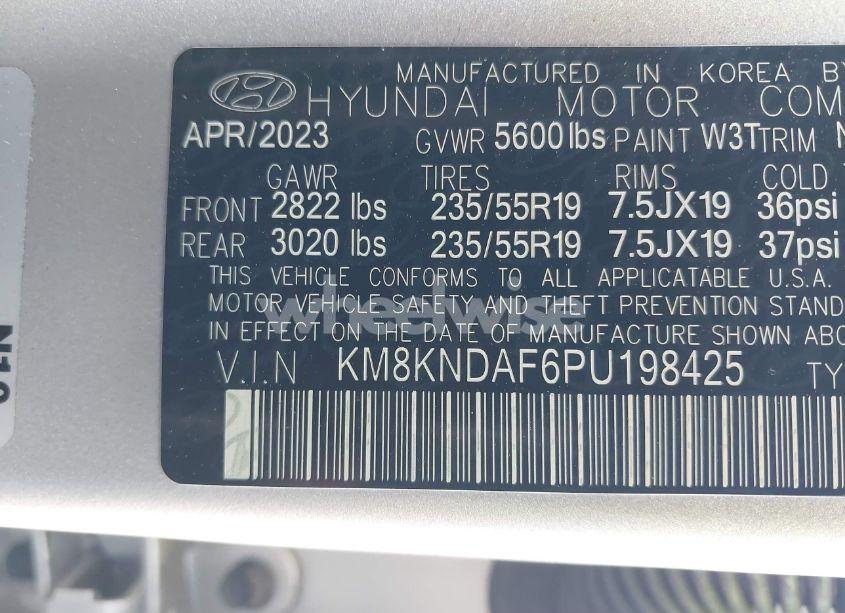 MANUFACTURED IN KOREA BY
HYUNDAI MOTOR COM
APR/2023 GVWR 5600 lbs PAINT W3T TRIM N
GAWR TIRES RIMS COLD
FRONT 2822 lbs 235/55R19 7.5JX19 36psi
REAR 3020 lbs 235/55R19 7.5JX19 37psi
THIS VEHICLE CONFORMS TO ALL APPLICATABLE U.S.A.
MOTOR VEHICLE SAFETY AND THEFT PREVENTION STAND
IN EFFECT ON THE DATE OF MANUFACTURE SHOWN ABO
wheelwise
V.I.N KM8KNDAF6PU198425 TY